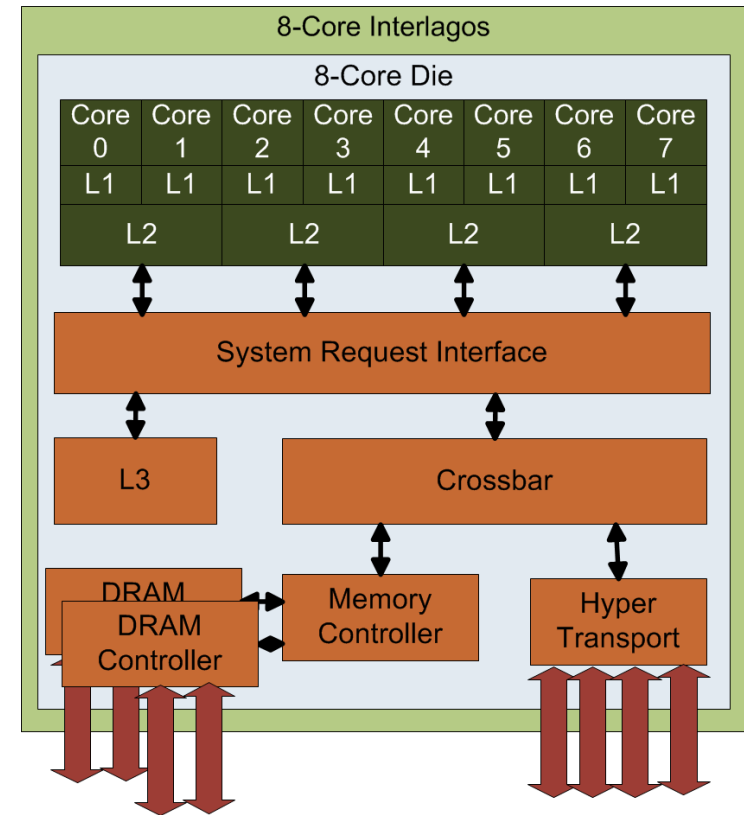 8-Core Interlagos
8-Core Die
Core Core Core Core Core Core Core Core
0 1 2 3 4 5 6 7
L1 L1 L1 L1 L1 L1 L1 L1
L2 L2 L2 L2
System Request Interface
L3
Crossbar
DRAM
DRAM
Controller
Memory
Controller
Hyper
Transport